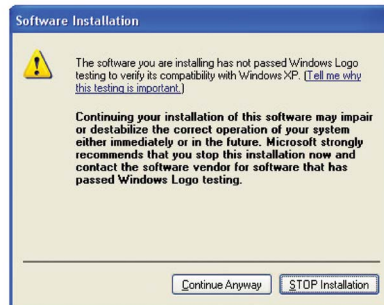 Software Installation
The software you are installing has not passed Windows Logo
testing to verify its compatibility with Windows XP. (Tell me why
this testing is important.)
Continuing your installation of this software may impair
or destabilize the correct operation of your system
either immediately or in the future. Microsoft strongly
recommends that you stop this installation now and
contact the software vendor for software that has
passed Windows Logo testing.
Continue Anyway STOP Installation